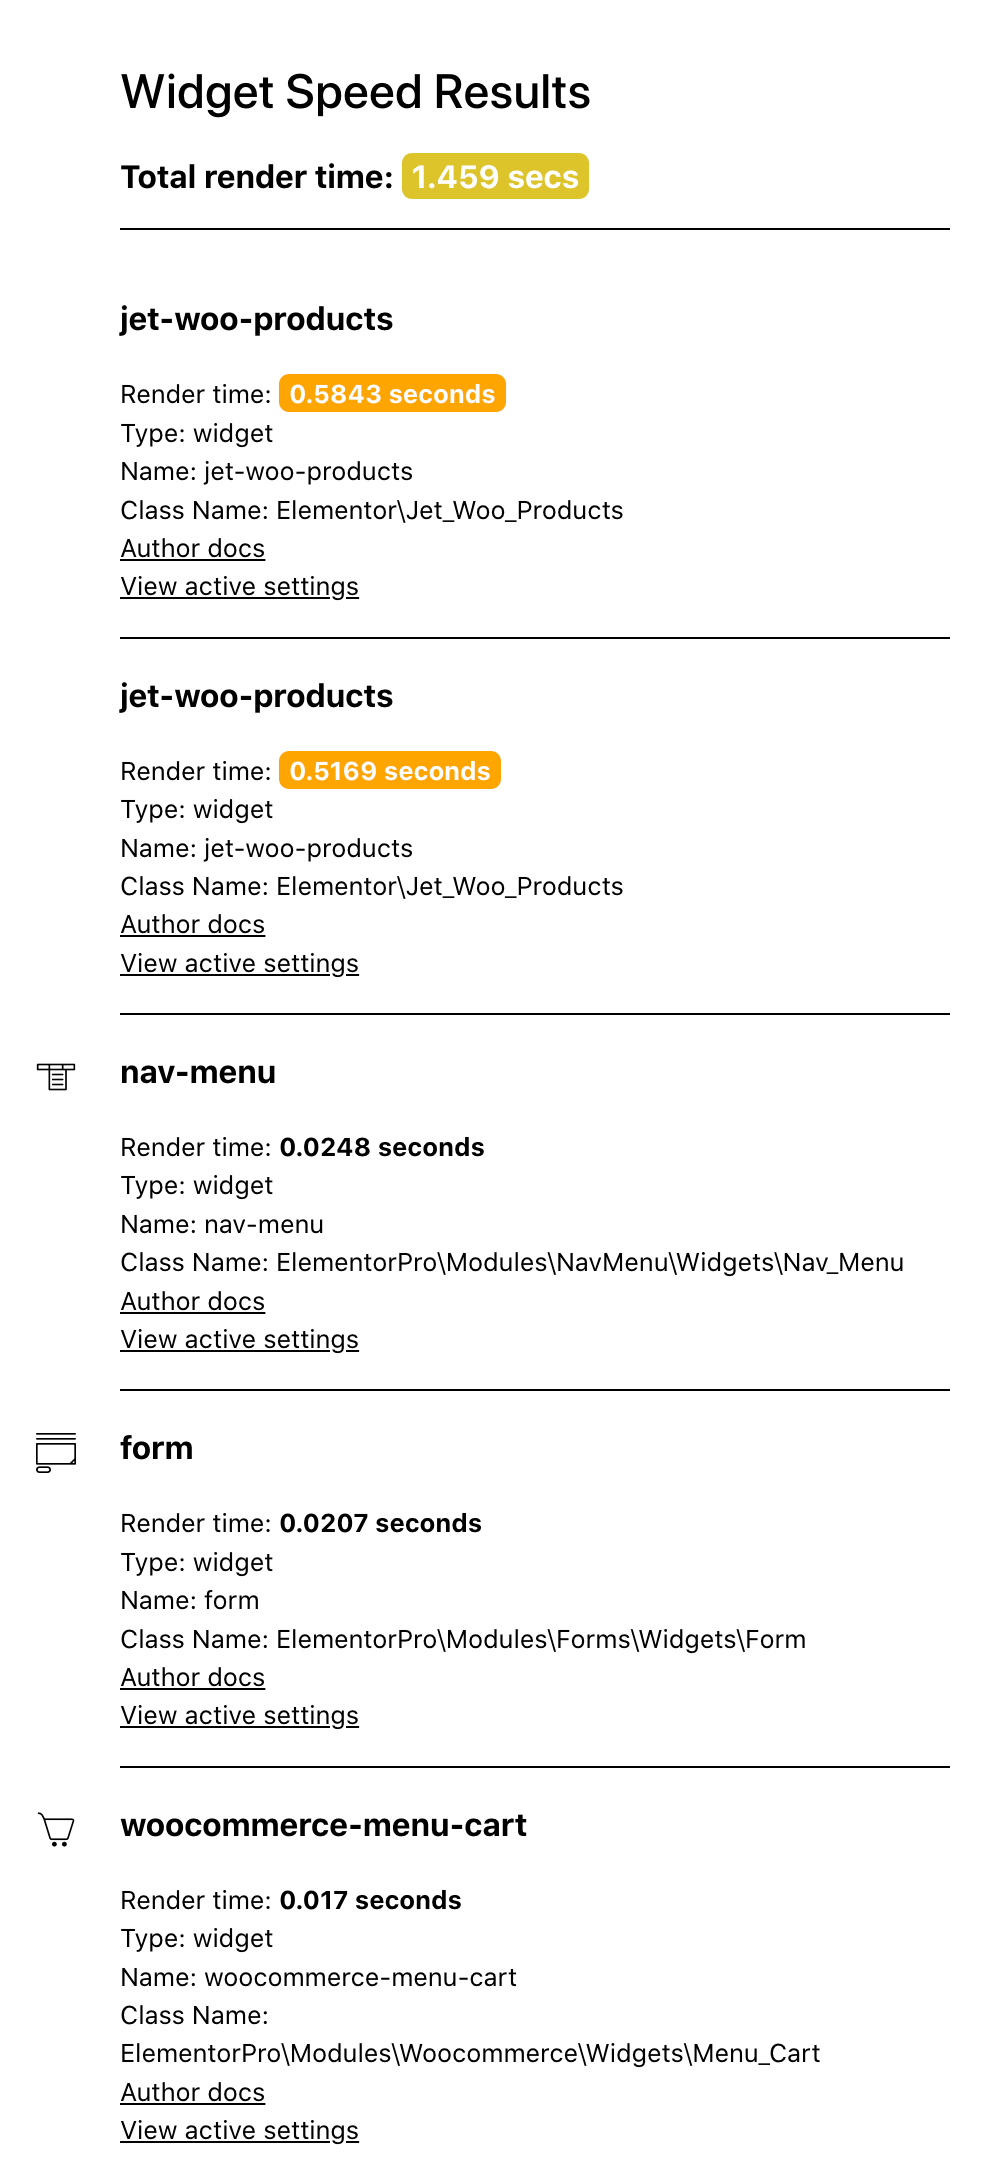 Widget Speed Results
Total render time: 1.459 secs
jet-woo-products
Render time: 0.5843 seconds
Type: widget
Name: jet-woo-products
Class Name: Elementor\Jet_Woo_Products
Author docs
View active settings
jet-woo-products
Render time: 0.5169 seconds
Type: widget
Name: jet-woo-products
Class Name: Elementor\Jet_Woo_Products
Author docs
View active settings
nav-menu
Render time: 0.0248 seconds
Type: widget
Name: nav-menu
Class Name: ElementorPro\Modules\NavMenu\Widgets\Nav_Menu
Author docs
View active settings
form
Render time: 0.0207 seconds
Type: widget
Name: form
Class Name: ElementorPro\Modules\Forms\Widgets\Form
Author docs
View active settings
woocommerce-menu-cart
Render time: 0.017 seconds
Type: widget
Name: woocommerce-menu-cart
Class Name:
ElementorPro\Modules\Woocommerce\Widgets\Menu_Cart
Author docs
View active settings